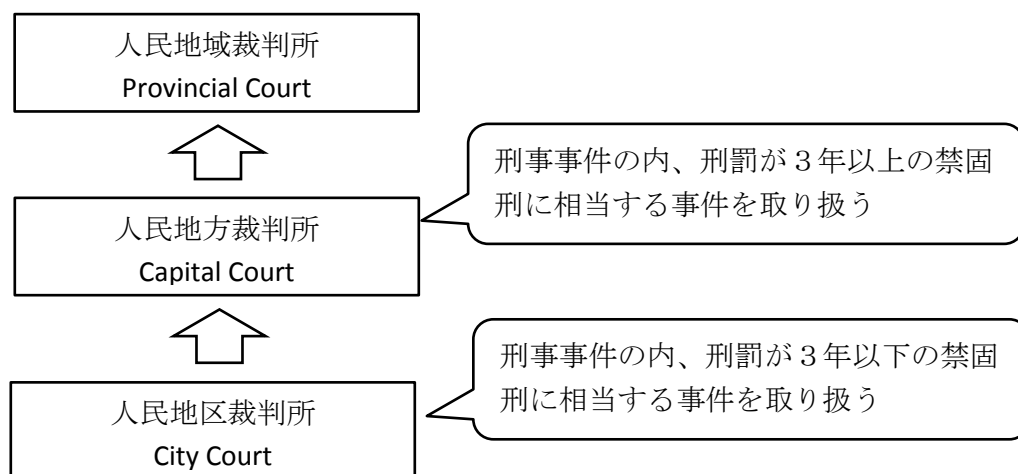 人民地域裁判所
Provincial Court
刑事事件の内、刑罰が３年以上の禁固
刑に相当する事件を取り扱う
人民地方裁判所
Capital Court
刑事事件の内、刑罰が３年以下の禁固
刑に相当する事件を取り扱う
人民地区裁判所
City Court